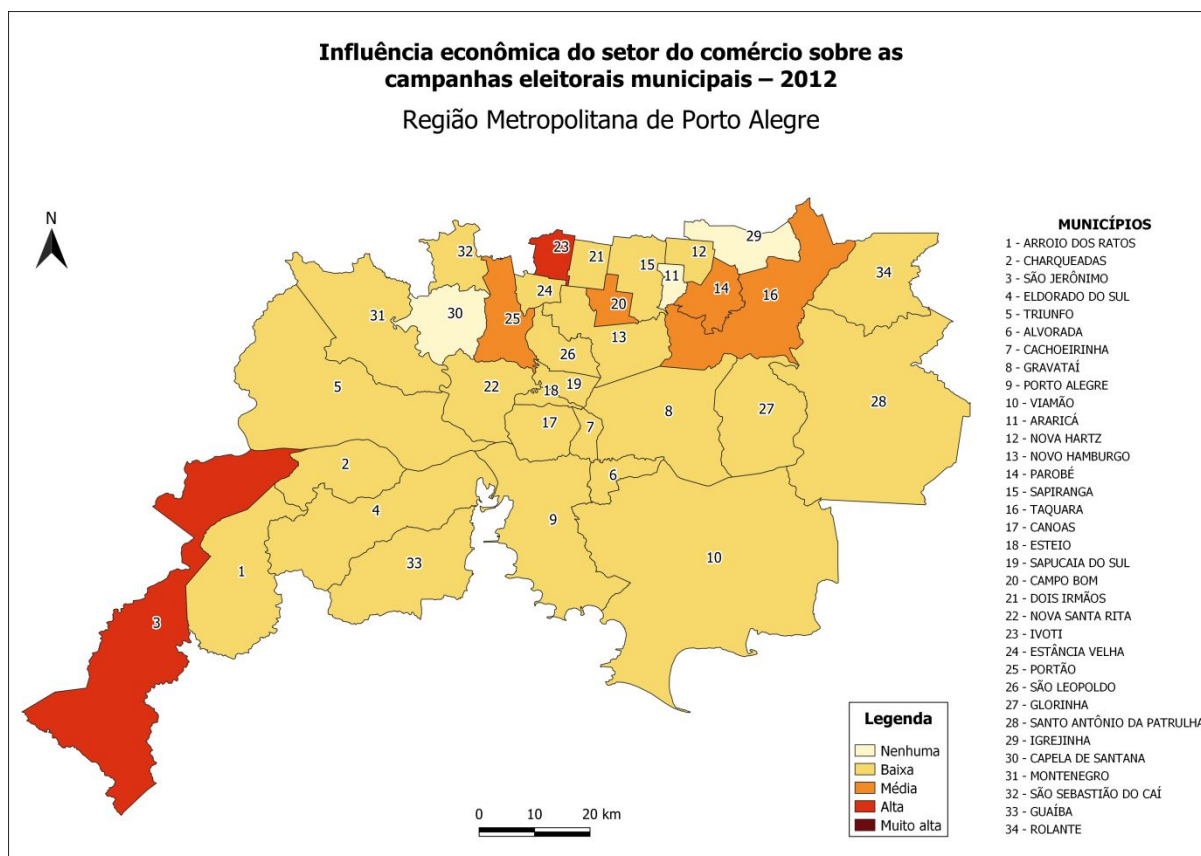 Influência econômica do setor do comércio sobre as
campanhas eleitorais municipais – 2012
Região Metropolitana de Porto Alegre
N
32
23
21
15
12
29
34
11
14
16
31
30
25
24
20
13
26
5
22
18
19
28
17
7
8
27
2
6
4
9
33
1
10
3
MUNICÍPIOS
1 - ARROIO DOS RATOS
2 - CHARQUEADAS
3 - SÃO JERÔNIMO
4 - ELDORADO DO SUL
5 - TRIUNFO
6 - ALVORADA
7 - CACHOEIRINHA
8 - GRAVATAÍ
9 - PORTO ALEGRE
10 - VIAMÃO
11 - ARARICÁ
12 - NOVA HARTZ
13 - NOVO HAMBURGO
14 - PAROBÉ
15 - SAPIRANGA
16 - TAQUARA
17 - CANOAS
18 - ESTEIO
19 - SAPUCAIA DO SUL
20 - CAMPO BOM
21 - DOIS IRMÃOS
22 - NOVA SANTA RITA
23 - IVOTI
24 - ESTÂNCIA VELHA
25 - PORTÃO
26 - SÃO LEOPOLDO
27 - GLORINHA
28 - SANTO ANTÔNIO DA PATRULHA
29 - IGREJINHA
30 - CAPELA DE SANTANA
31 - MONTENEGRO
32 - SÃO SEBASTIÃO DO CAÍ
33 - GUAÍBA
34 - ROLANTE
Legenda
Nenhuma
Baixa
Média
Alta
Muito alta
0 10 20 km